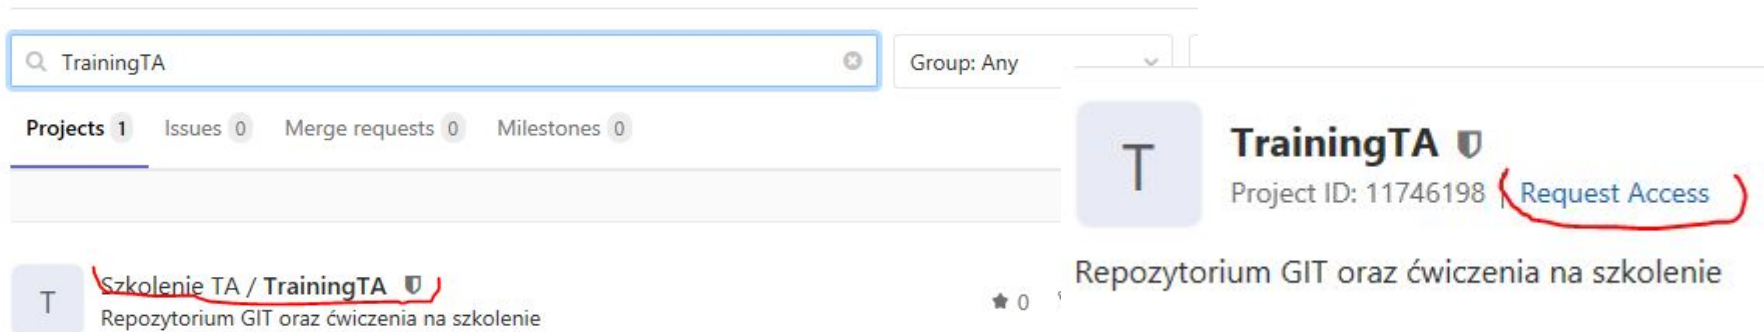 TrainingTA
Group: Any
Projects 1 Issues 0 Merge requests 0 Milestones 0
T
Szkolenie TA / TrainingTA
Repozytorium GIT oraz ćwiczenia na szkolenie
0
T
TrainingTA
Project ID: 11746198 | Request Access
Repozytorium GIT oraz ćwiczenia na szkolenie